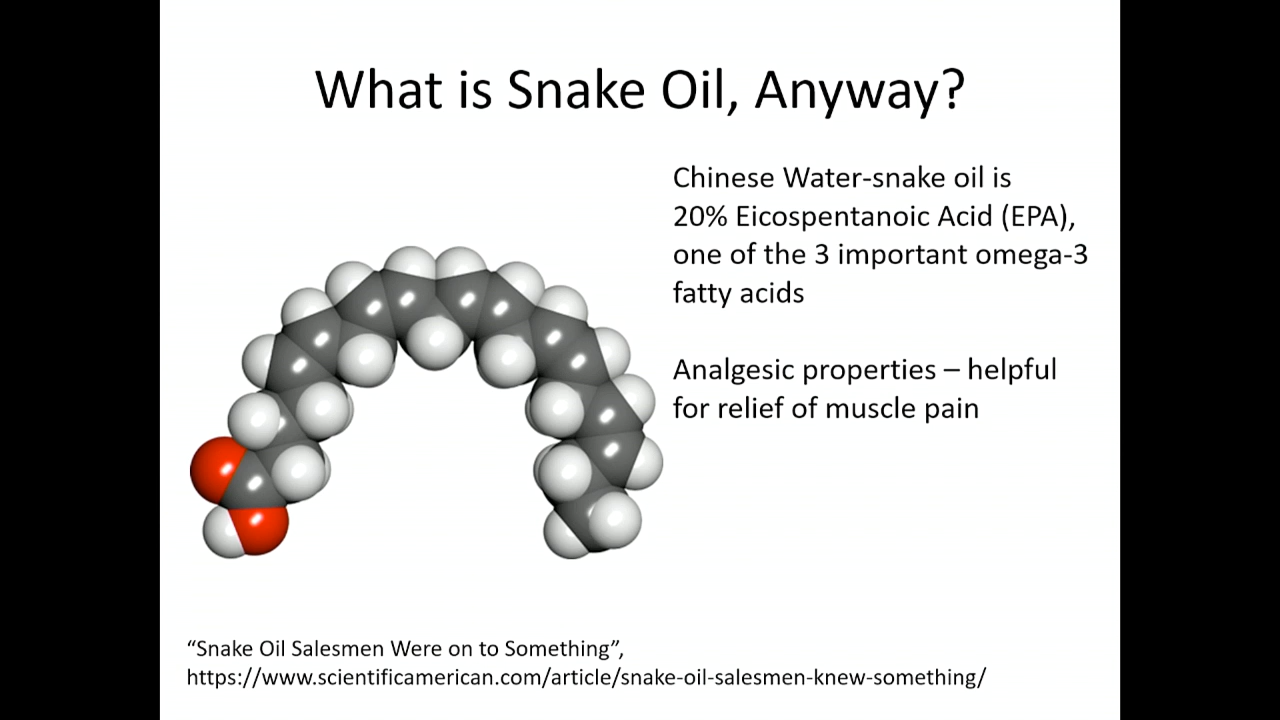 What is Snake Oil, Anyway?
Chinese Water-snake oil is
20% Eicospentanoic Acid (EPA),
one of the 3 important omega-3
fatty acids
Analgesic properties – helpful
for relief of muscle pain
“Snake Oil Salesmen Were on to Something”,
https://www.scientificamerican.com/article/snake-oil-salesmen-knew-something/